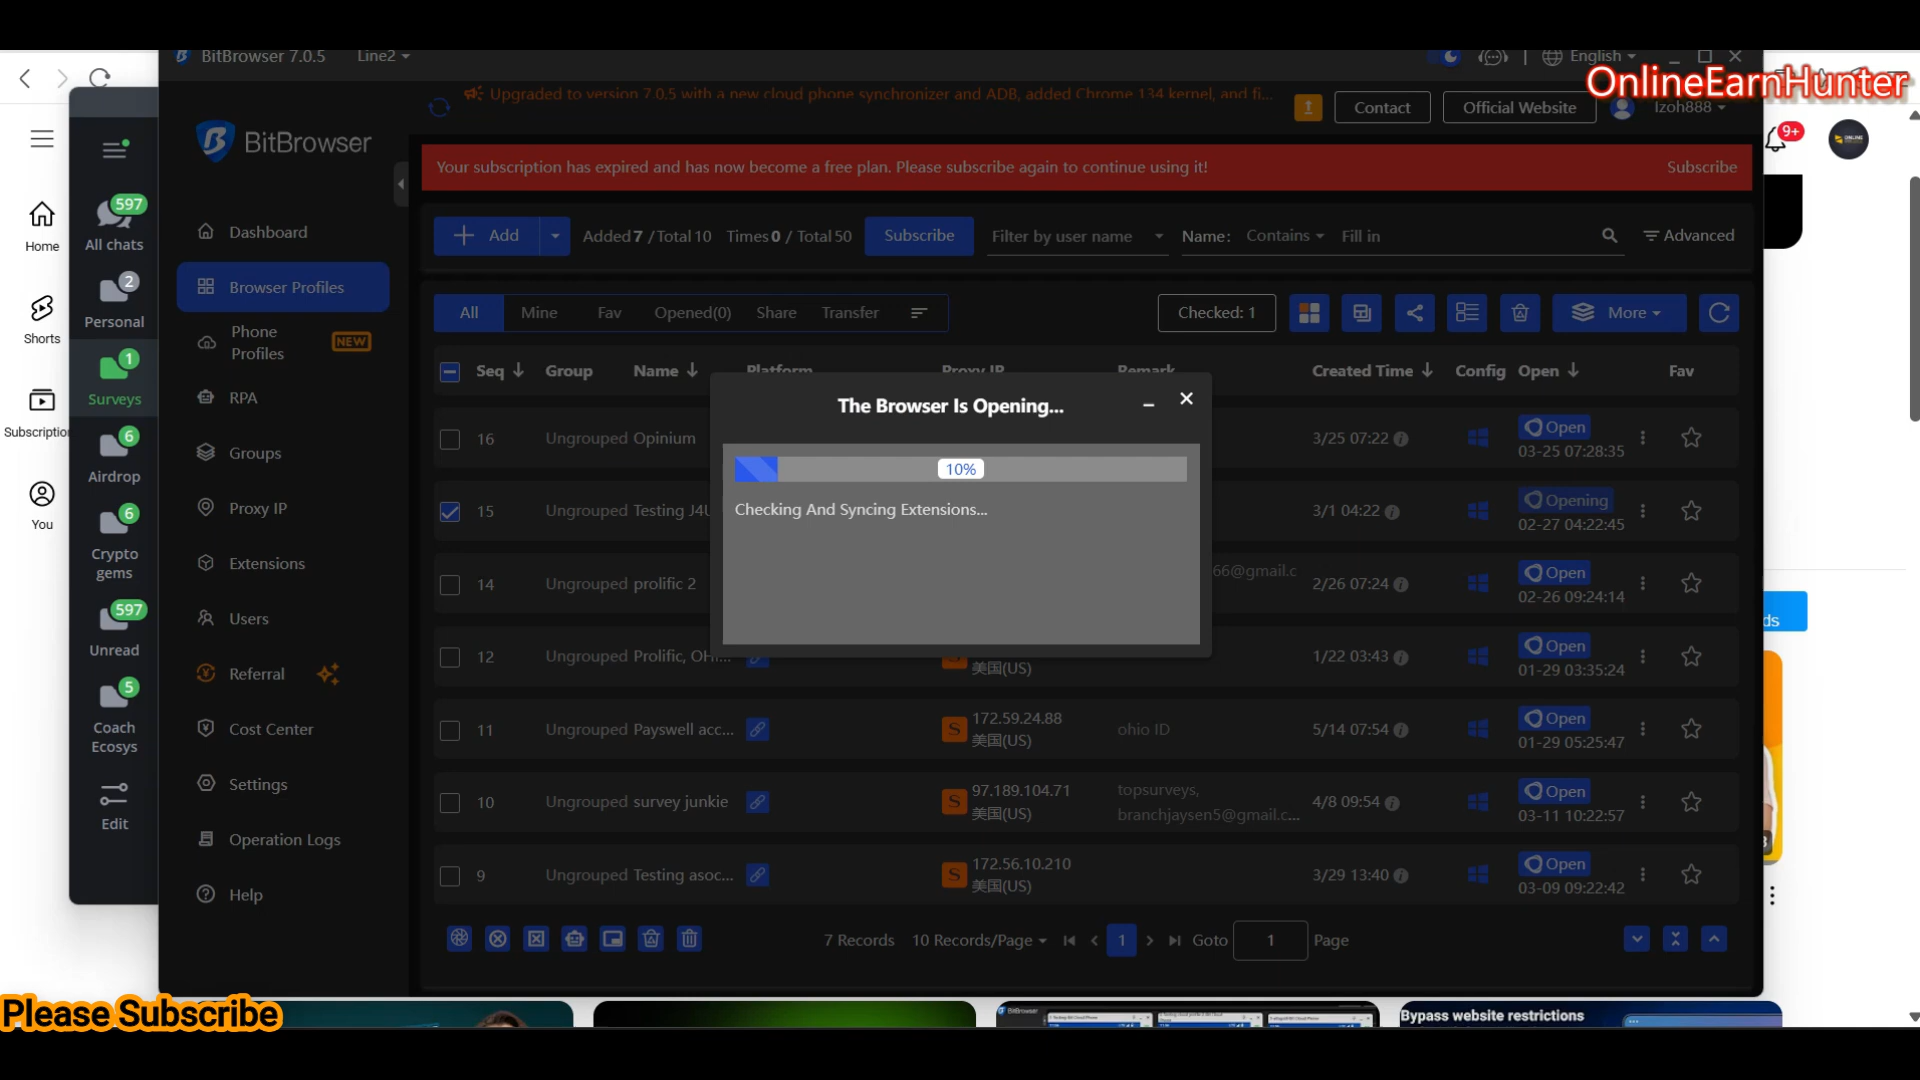 BitBrowser 7.0.5 Line2 English
OnlineEarnHunter
Upgraded to version 7.0.5 with a new cloud phone synchronizer and ADB, added Chrome 134 kernel, and fi...
Contact Official Website Izoh888
BitBrowser
Your subscription has expired and has now become a free plan. Please subscribe again to continue using it! Subscribe
Add Added 7 / Total 10 Times 0 / Total 50 Subscribe Filter by user name Name: Contains Fill in Advanced
All Mine Fav Opened(0) Share Transfer Checked: 1 More
Seq Group Name Platform Proxy IP Remark Created Time Config Open Fav
16 Ungrouped Opinium 3/25 07:22 Open
03-25 07:28:35
15 Ungrouped Testing J4U 3/1 04:22 Opening
02-27 04:22:45
14 Ungrouped prolific 2 66@gmail.c 2/26 07:24 Open
02-26 09:24:14
12 Ungrouped Prolific, OH... 美国(US) 1/22 03:43 Open
01-29 03:35:24
11 Ungrouped Payswell acc... S 172.59.24.88
美国(US) ohio ID 5/14 07:54 Open
01-29 05:25:47
10 Ungrouped survey junkie S 97.189.104.71
美国(US) topsurveys,
branchjaysen5@gmail.c... 4/8 09:54 Open
03-11 10:22:57
9 Ungrouped Testing asoc... S 172.56.10.210
美国(US) 3/29 13:40 Open
03-09 09:22:42
7 Records 10 Records/Page 1 Goto 1 Page
The Browser Is Opening...
10%
Checking And Syncing Extensions...
Dashboard
Browser Profiles
Phone
Profiles NEW
RPA
Groups
Proxy IP
Extensions
Users
Referral
Cost Center
Settings
Operation Logs
Help
597
All chats
2
Personal
1
Surveys
6
Airdrop
6
Crypto
gems
597
Unread
5
Coach
Ecosys
Edit
Home
Shorts
Subscription
You
9+
ds
Please Subscribe
Bypass website restrictions